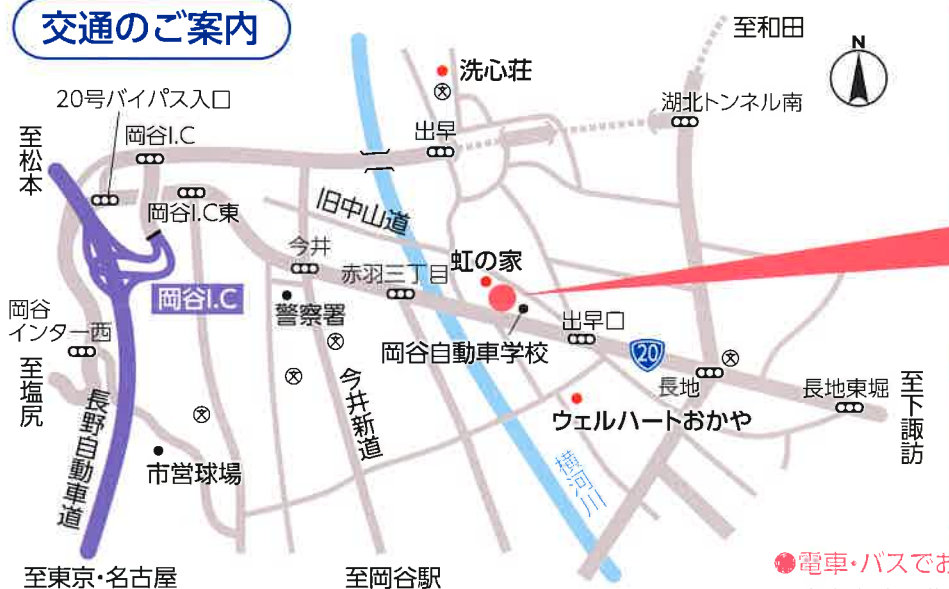 交通のご案内
至和田
N
洗心荘
20号バイパス入口
湖北トンネル南
岡谷I.C
出早
至松本
岡谷I.C東
旧中山道
今井
虹の家
赤羽三丁目
岡谷I.C
警察署
岡谷
インター西
出早口
岡谷自動車学校
20
至塩尻
長地
長地東堀
至下諏訪
今井新道
長野自動車道
ウェルハートおかや
市営球場
横河川
●電車・バスでお
至東京・名古屋
至岡谷駅
文
文
文
文
文